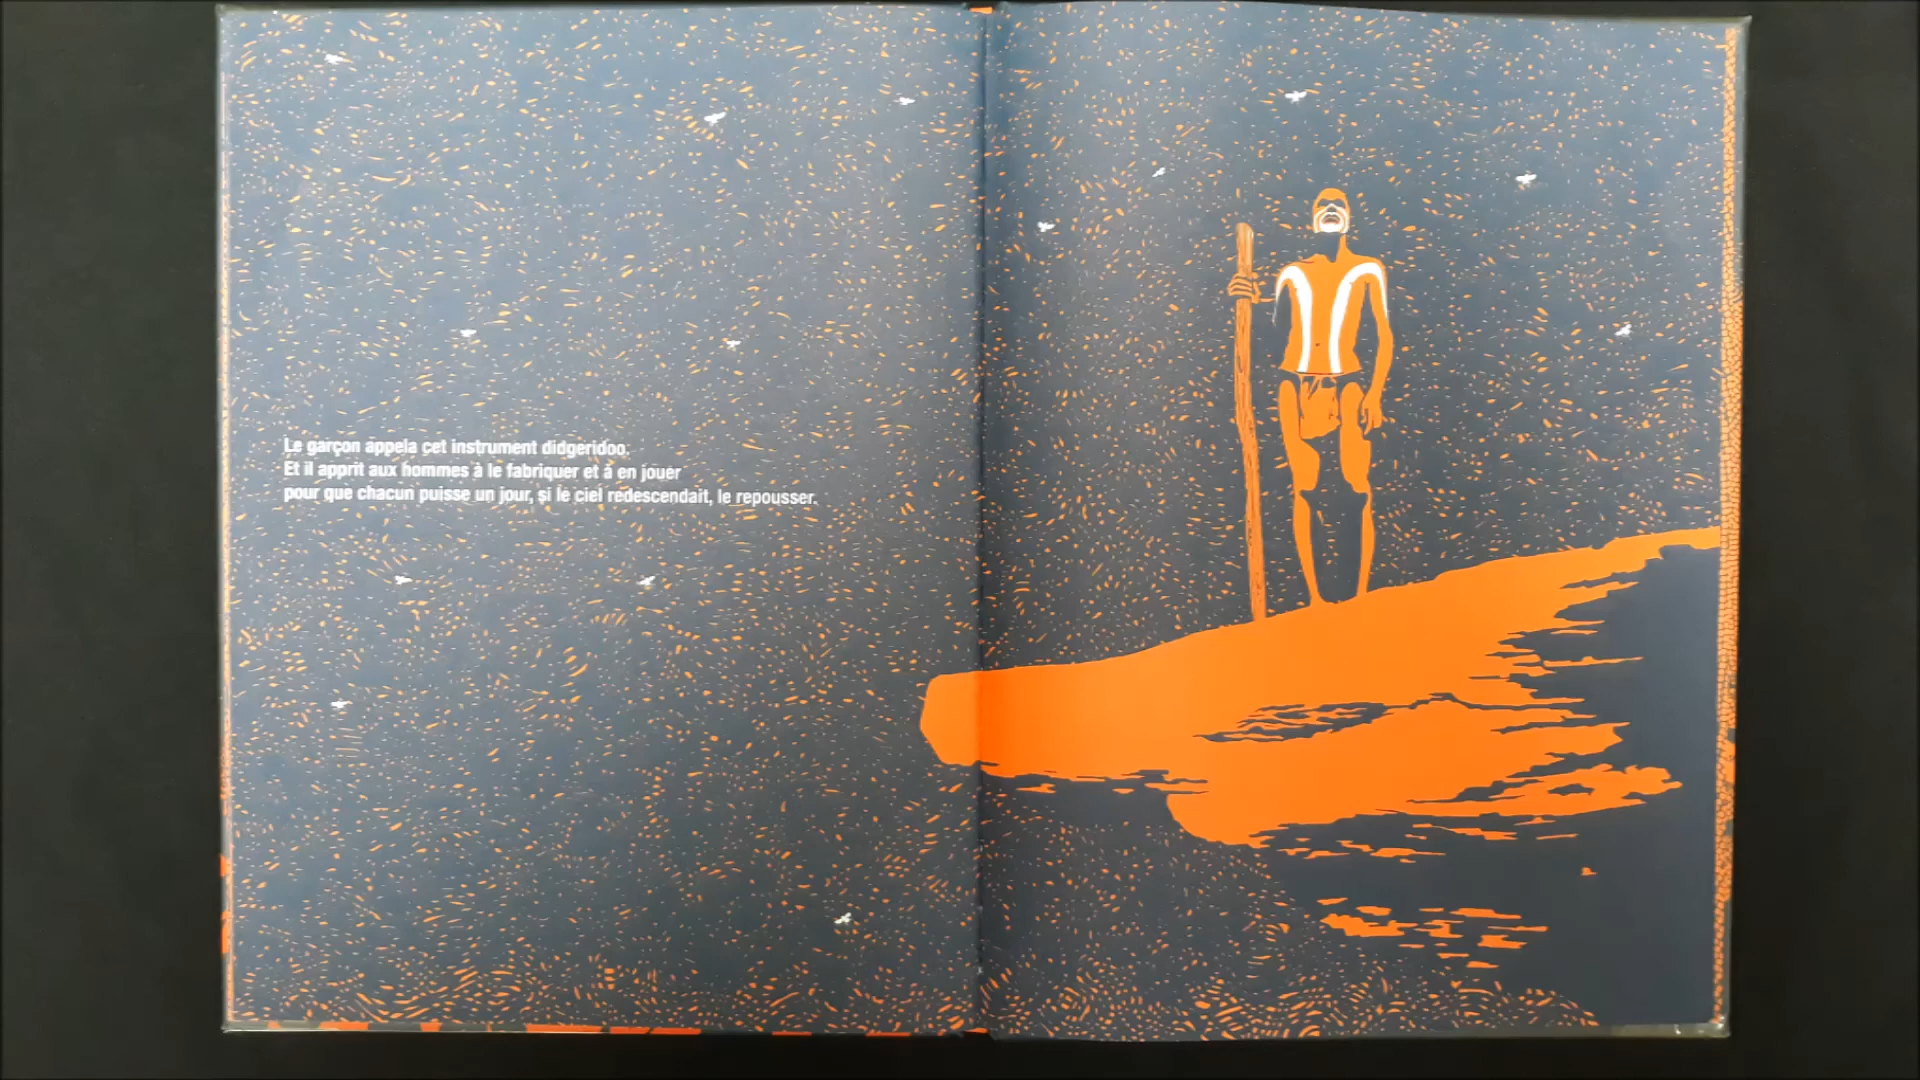 Le garçon appela cet instrument didgeridoo.
Et il apprit aux hommes à le fabriquer et à en jouer
pour que chacun puisse un jour, si le ciel redescendait, le repousser.